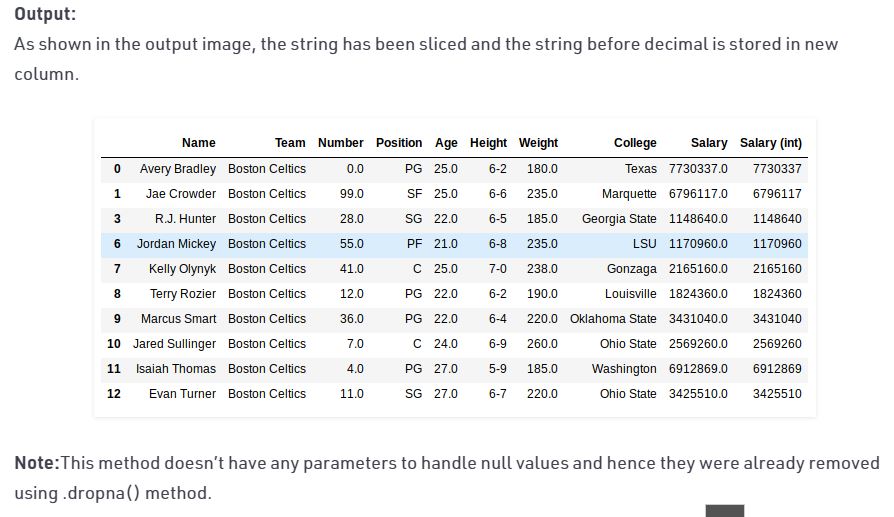 Output:
As shown in the output image, the string has been sliced and the string before decimal is stored in new
column.
Name Team Number Position Age Height Weight College Salary Salary (int)
0 Avery Bradley Boston Celtics 0.0 PG 25.0 6-2 180.0 Texas 7730337.0 7730337
1 Jae Crowder Boston Celtics 99.0 SF 25.0 6-6 235.0 Marquette 6796117.0 6796117
3 R.J. Hunter Boston Celtics 28.0 SG 22.0 6-5 185.0 Georgia State 1148640.0 1148640
6 Jordan Mickey Boston Celtics 55.0 PF 21.0 6-8 235.0 LSU 1170960.0 1170960
7 Kelly Olynyk Boston Celtics 41.0 C 25.0 7-0 238.0 Gonzaga 2165160.0 2165160
8 Terry Rozier Boston Celtics 12.0 PG 22.0 6-2 190.0 Louisville 1824360.0 1824360
9 Marcus Smart Boston Celtics 36.0 PG 22.0 6-4 220.0 Oklahoma State 3431040.0 3431040
10 Jared Sullinger Boston Celtics 7.0 C 24.0 6-9 260.0 Ohio State 2569260.0 2569260
11 Isaiah Thomas Boston Celtics 4.0 PG 27.0 5-9 185.0 Washington 6912869.0 6912869
12 Evan Turner Boston Celtics 11.0 SG 27.0 6-7 220.0 Ohio State 3425510.0 3425510
Note:This method doesn't have any parameters to handle null values and hence they were already removed
using .dropna() method.